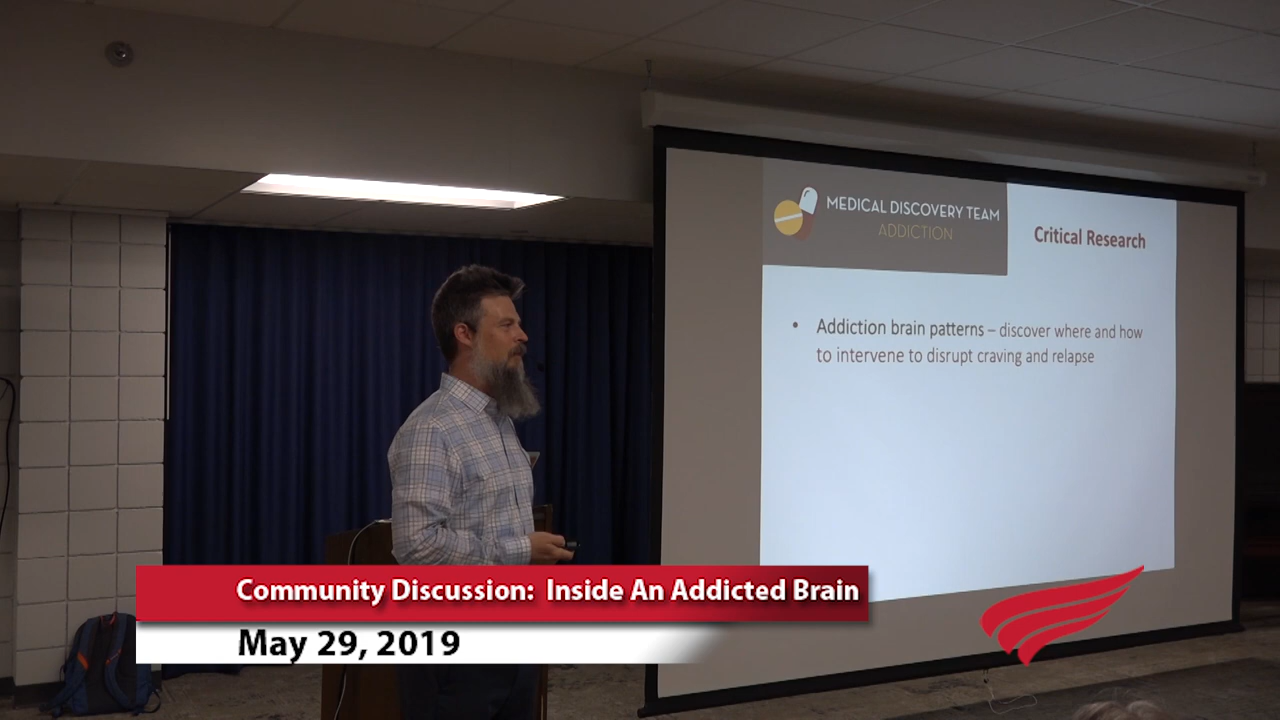 MEDICAL DISCOVERY TEAM
ADDICTION
Critical Research
• Addiction brain patterns – discover where and how
to intervene to disrupt craving and relapse
Community Discussion: Inside An Addicted Brain
May 29, 2019